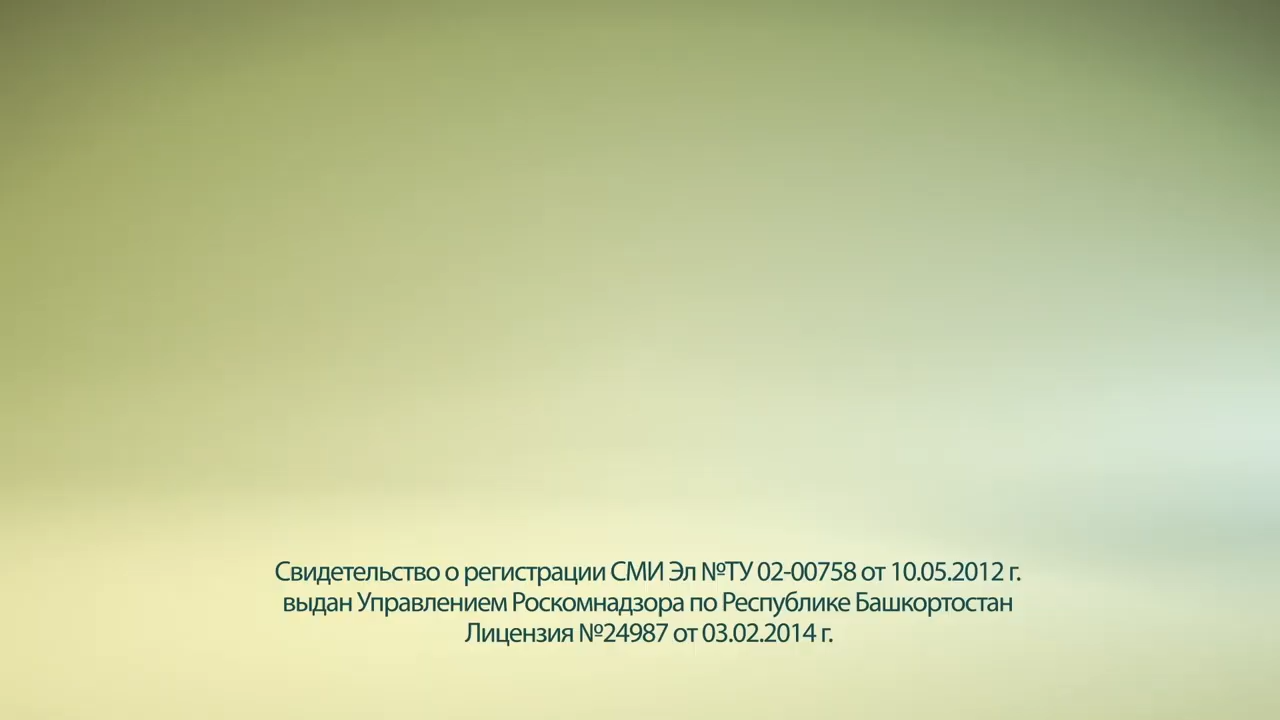 Свидетельство о регистрации СМИ Эл №ТУ 02-00758 от 10.05.2012 г.
выдан Управлением Роскомнадзора по Республике Башкортостан
Лицензия №24987 от 03.02.2014 г.